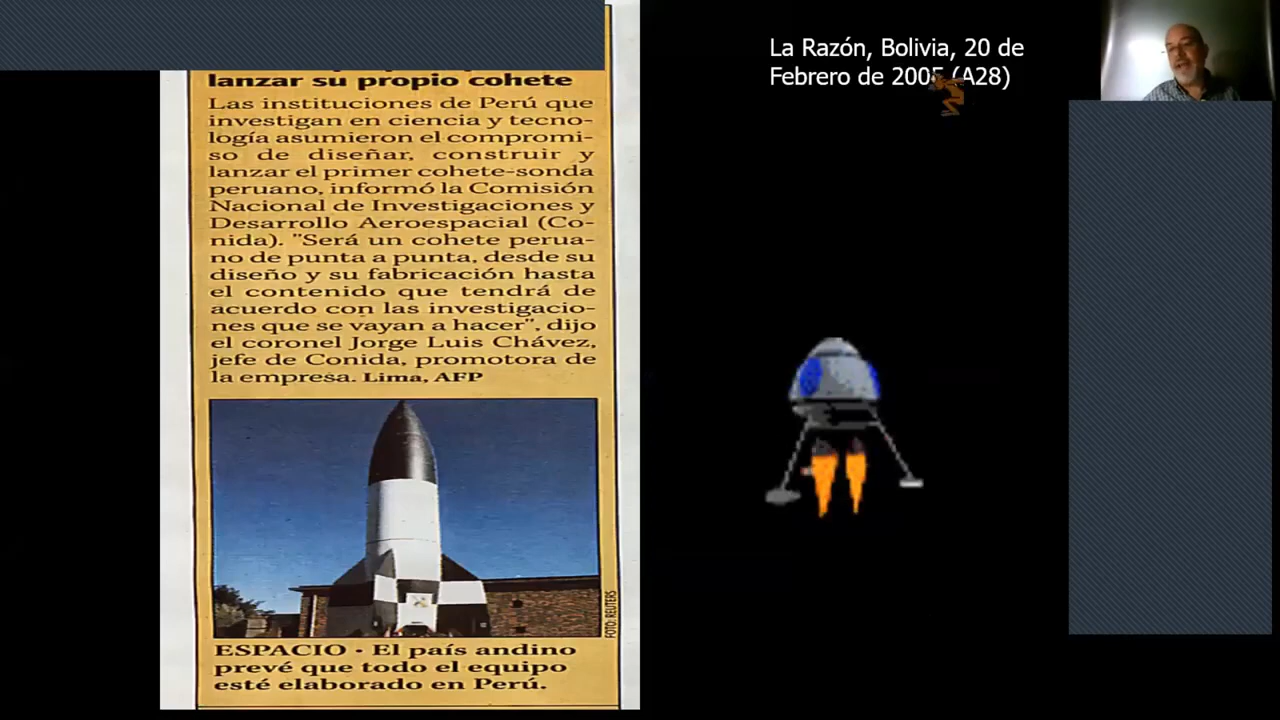 lanzar su propio cohete
Las instituciones de Perú que
investigan en ciencia y tecno-
logía asumieron el compromi-
so de diseñar, construir y
lanzar el primer cohete-sonda
peruano, informó la Comisión
Nacional de Investigaciones y
Desarrollo Aeroespacial (Co-
nida). "Será un cohete perua-
no de punta a punta, desde su
diseño y su fabricación hasta
el contenido que tendrá de
acuerdo con las investigacio-
nes que se vayan a hacer", dijo
el coronel Jorge Luis Chávez,
jefe de Conida, promotora de
la empresa. Lima, AFP
FOTO: REUTERS
ESPACIO · El país andino
prevé que todo el equipo
esté elaborado en Perú.
La Razón, Bolivia, 20 de
Febrero de 2005 (A28)